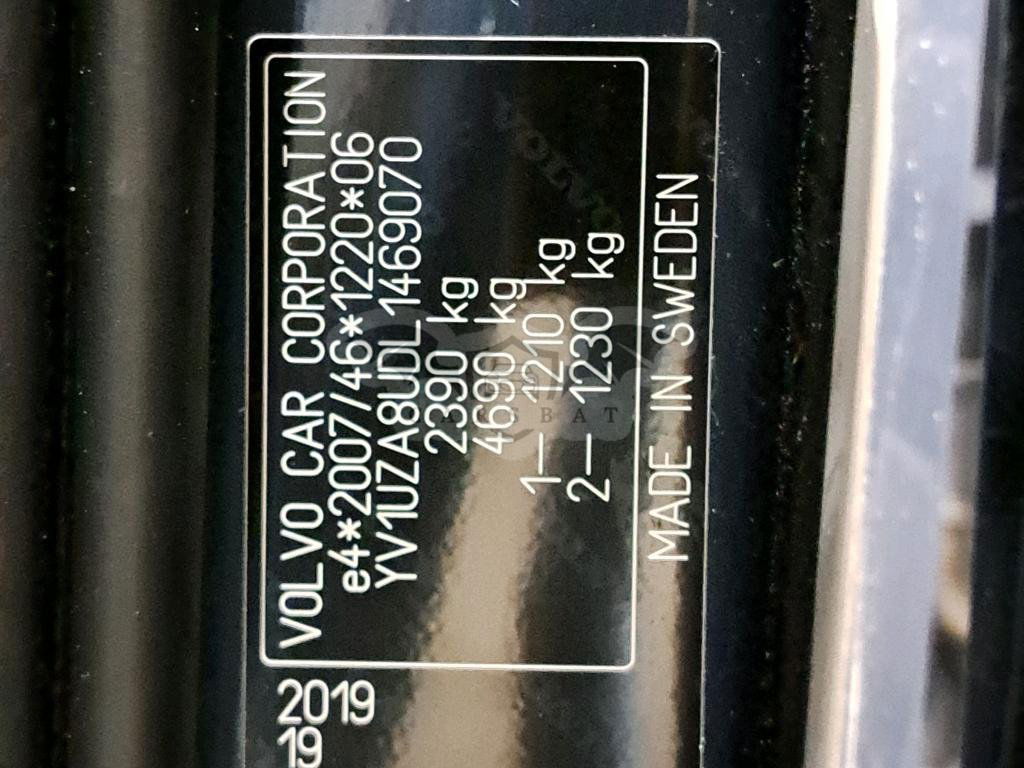 VOLVO CAR CORPORATION
e4*2007/46*1220*06
YV1UZA8UDL1469070
2390 kg
4690 kg
1— 1210 kg
2— 1230 kg
MADE IN SWEDEN
2019
19